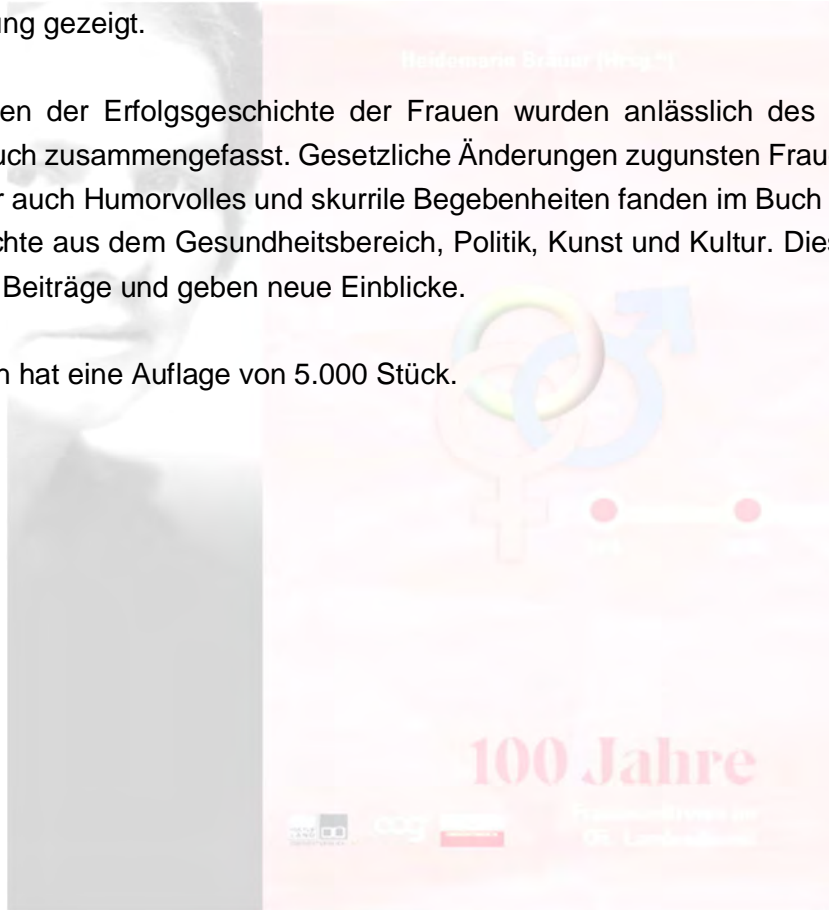 ung gezeigt.
Heidemarie
en der Erfolgsgeschichte der Frauen wurden anlässlich des
uch zusammengefasst. Gesetzliche Änderungen zugunsten Frau
r auch Humorvolles und skurrile Begebenheiten fanden im Buch
chte aus dem Gesundheitsbereich, Politik, Kunst und Kultur. Dies
Beiträge und geben neue Einblicke.
n hat eine Auflage von 5.000 Stück.
100 Jahre
oög